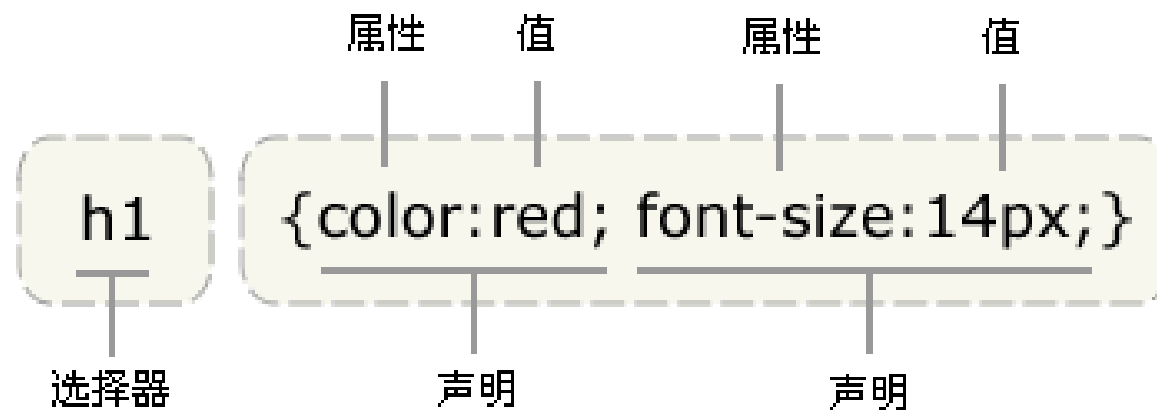 属性 值 属性 值
h1 {color:red; font-size:14px;}
选择器 声明 声明